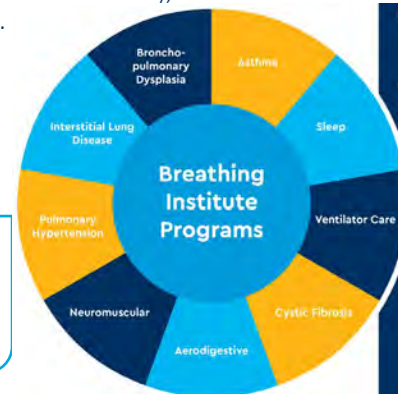 Breathing
Institute
Programs
Asthma
Sleep
Ventilator Care
Cystic Fibrosis
Aerodigestive
Neuromuscular
Pulmonary
Hypertension
Interstitial Lung
Disease
Broncho-
pulmonary
Dysplasia